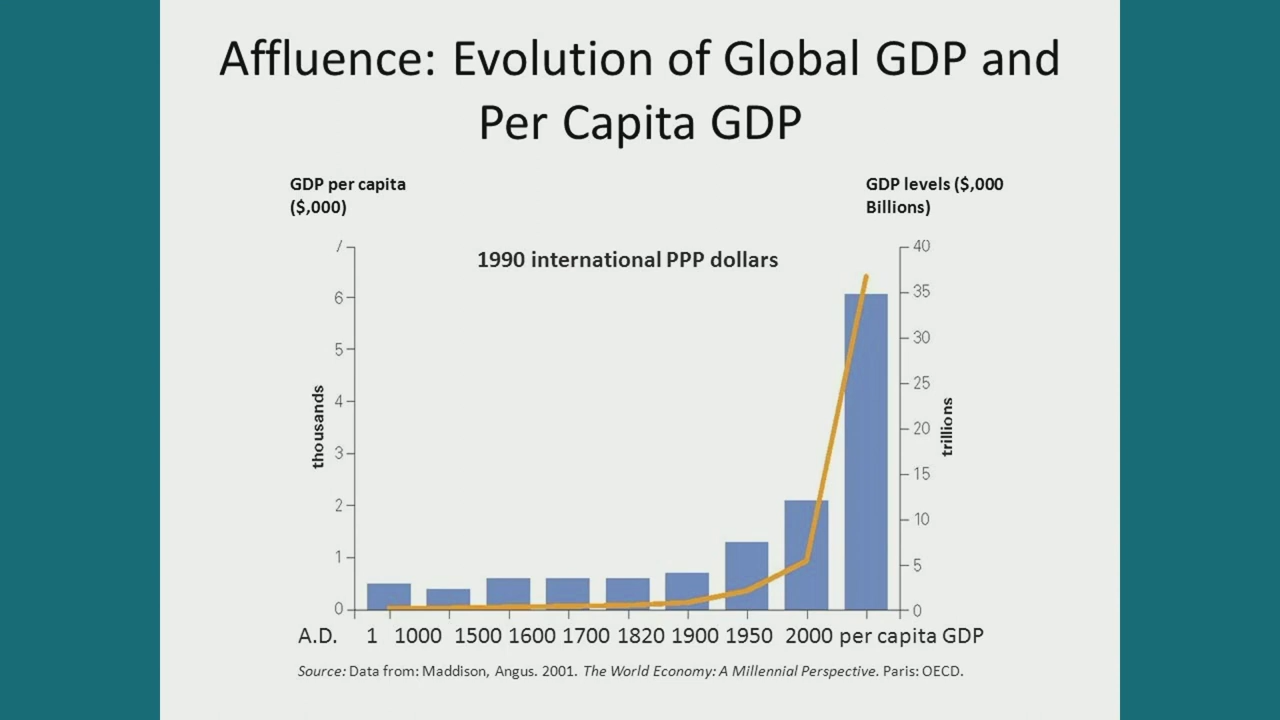 Affluence: Evolution of Global GDP and
Per Capita GDP
GDP per capita
($,000)
GDP levels ($,000
Billions)
1990 international PPP dollars
/
6
5
4
3
2
1
0
thousands
40
35
30
25
20
15
10
5
0
trillions
A.D. 1 1000 1500 1600 1700 1820 1900 1950 2000 per capita GDP
Source: Data from: Maddison, Angus. 2001. The World Economy: A Millennial Perspective. Paris: OECD.